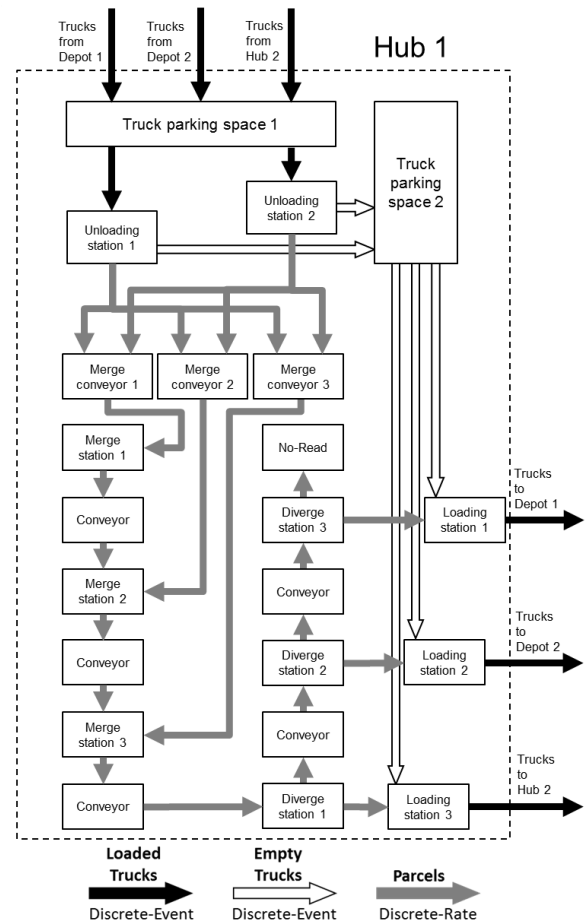 Trucks
from
Depot 1
Trucks
from
Depot 2
Trucks
from
Hub 2
Hub 1
Truck parking space 1
Truck
parking
space 2
Unloading
station 2
Unloading
station 1
Merge
conveyor 1
Merge
conveyor 2
Merge
conveyor 3
Merge
station 1
No-Read
Trucks
to
Depot 1
Conveyor
Diverge
station 3
Loading
station 1
Merge
station 2
Conveyor
Trucks
to
Depot 2
Conveyor
Diverge
station 2
Loading
station 2
Merge
station 3
Conveyor
Trucks
to
Hub 2
Conveyor
Diverge
station 1
Loading
station 3
Loaded
Trucks
Discrete-Event
Empty
Trucks
Discrete-Event
Parcels
Discrete-Rate